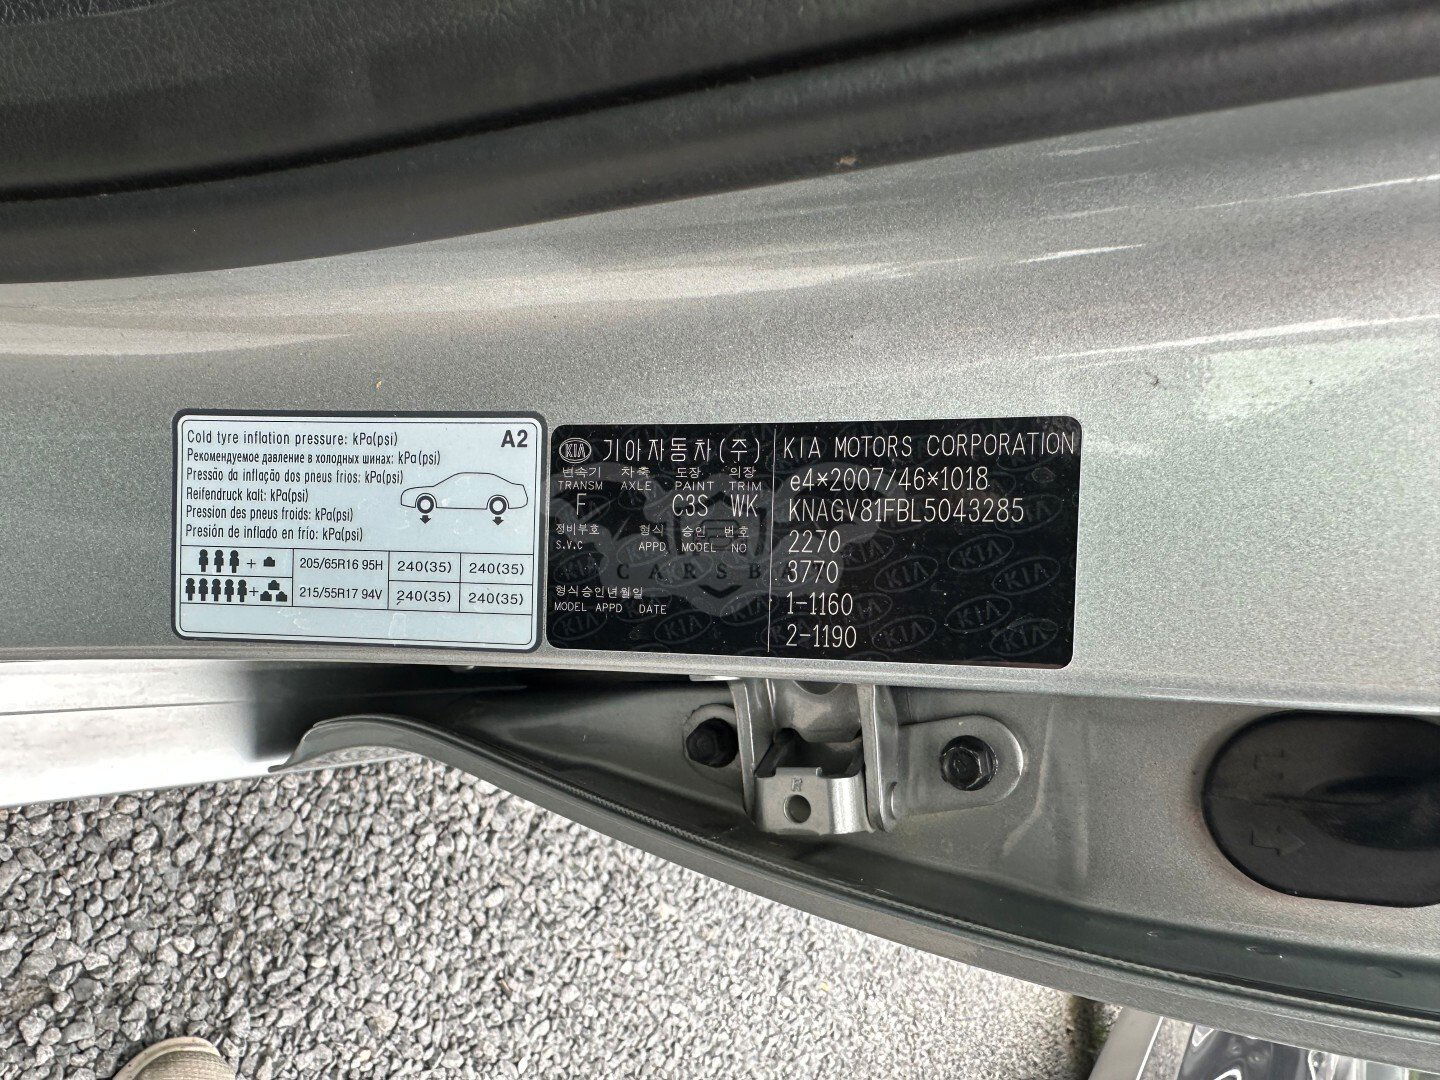 Cold tyre inflation pressure: kPa(psi) A2
Рекомендуемое давление в холодных шинах: kPa(psi)
Pressão da inflação dos pneus frios: kPa(psi)
Reifendruck kalt: kPa(psi)
Pression des pneus froids: kPa(psi)
Presión de inflado en frío: kPa(psi)
+ 205/65R16 95H 240(35) 240(35)
+ 215/55R17 94V 240(35) 240(35)
KIA 기아자동차(주)
변속기 차축 도장 의장
TRANSM AXLE PAINT TRIM
F C3S WK
정비부호 형식 승인 번호
S.V.C APPD MODEL NO
형식승인년월일
MODEL APPD DATE
KIA MOTORS CORPORATION
e4*2007/46*1018
KNAGV81FBL5043285
2270
3770
1-1160
2-1190
CARSBAT